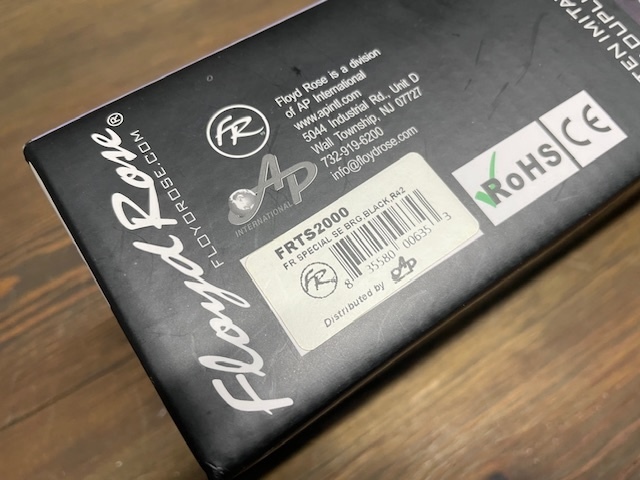 Floyd Rose®
FLOYDROSE.COM
FR
AP
INTERNATIONAL
Floyd Rose is a division
of AP International
www.apintl.com
5044 Industrial Rd., Unit D
Wall Township, NJ 07727
732-919-6200
info@floydrose.com
FRTS2000
FR SPECIAL SE BRG,BLACK,R42
FR
8 35580 00635 3
Distributed by AP
RoHS
CE